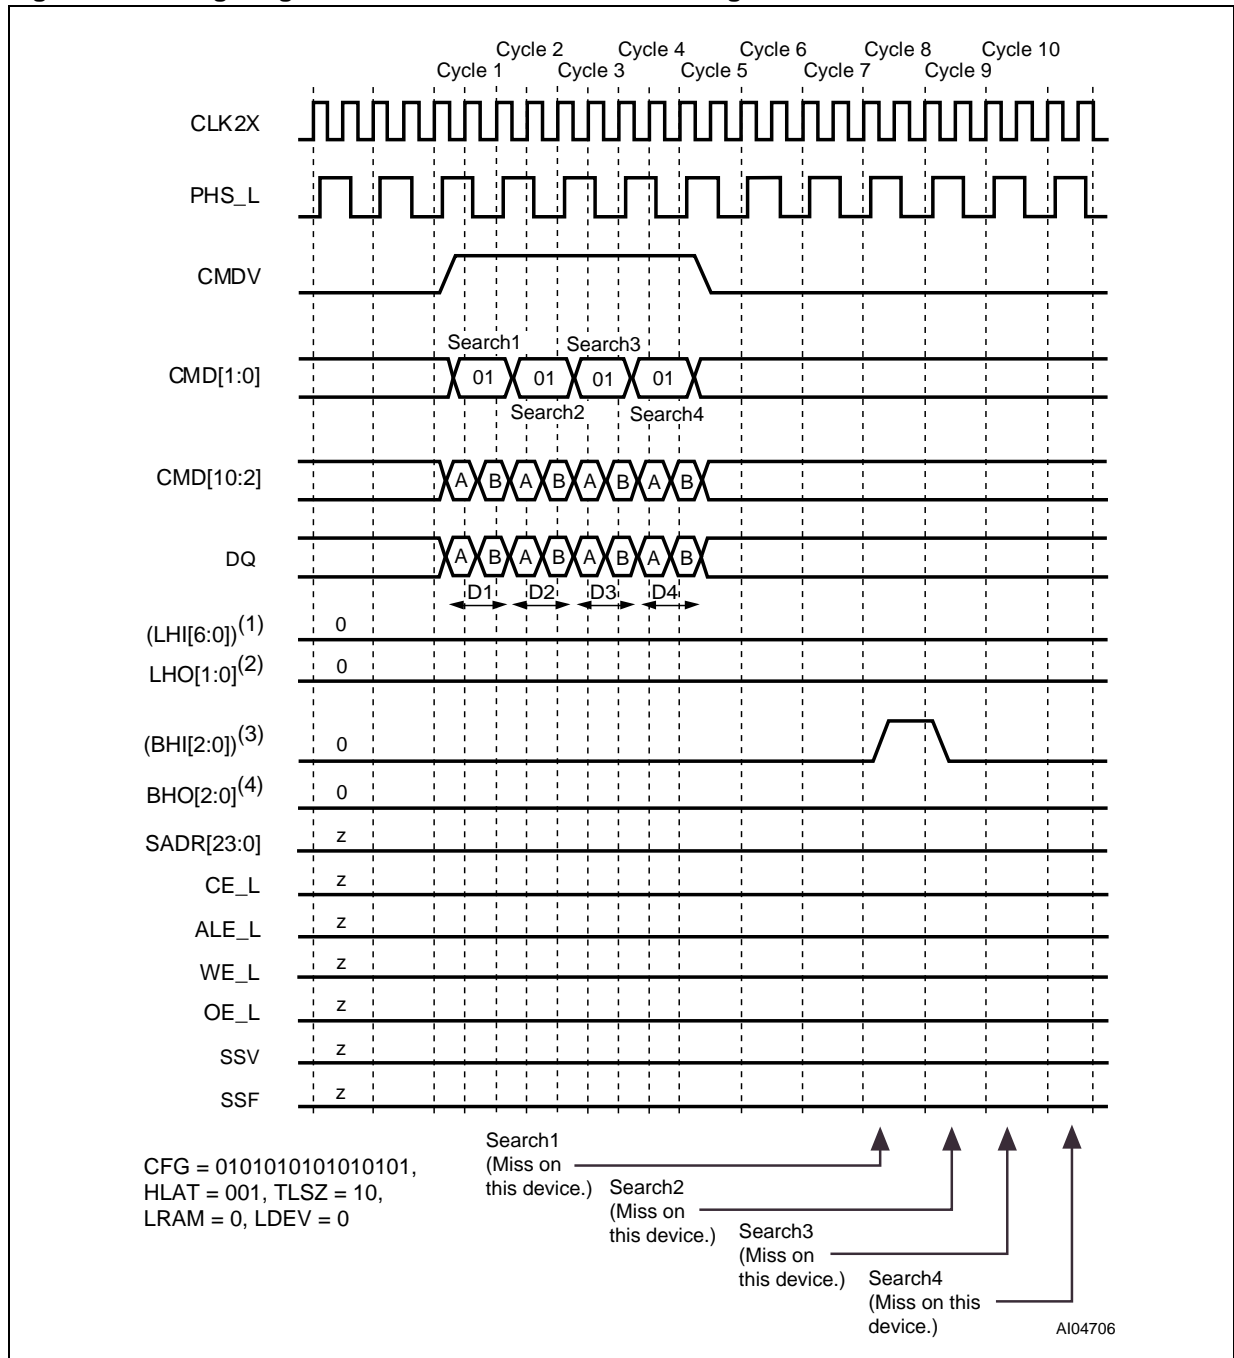 Cycle 2 Cycle 4 Cycle 6 Cycle 8 Cycle 10
Cycle 1 Cycle 3 Cycle 5 Cycle 7 Cycle 9
CLK2X
PHS_L
CMDV
Search1 Search3
CMD[1:0] 01 01 01 01
Search2 Search4
CMD[10:2] A B A B A B A B
DQ A B A B A B A B
D1 D2 D3 D4
(LHI[6:0])(1) 0
LHO[1:0](2) 0
(BHI[2:0])(3) 0
BHO[2:0](4) 0
SADR[23:0] z
CE_L z
ALE_L z
WE_L z
OE_L z
SSV z
SSF z
CFG = 0101010101010101,
HLAT = 001, TLSZ = 10,
LRAM = 0, LDEV = 0
Search1
(Miss on
this device.)
Search2
(Miss on
this device.)
Search3
(Miss on
this device.)
Search4
(Miss on this
device.)
AI04706